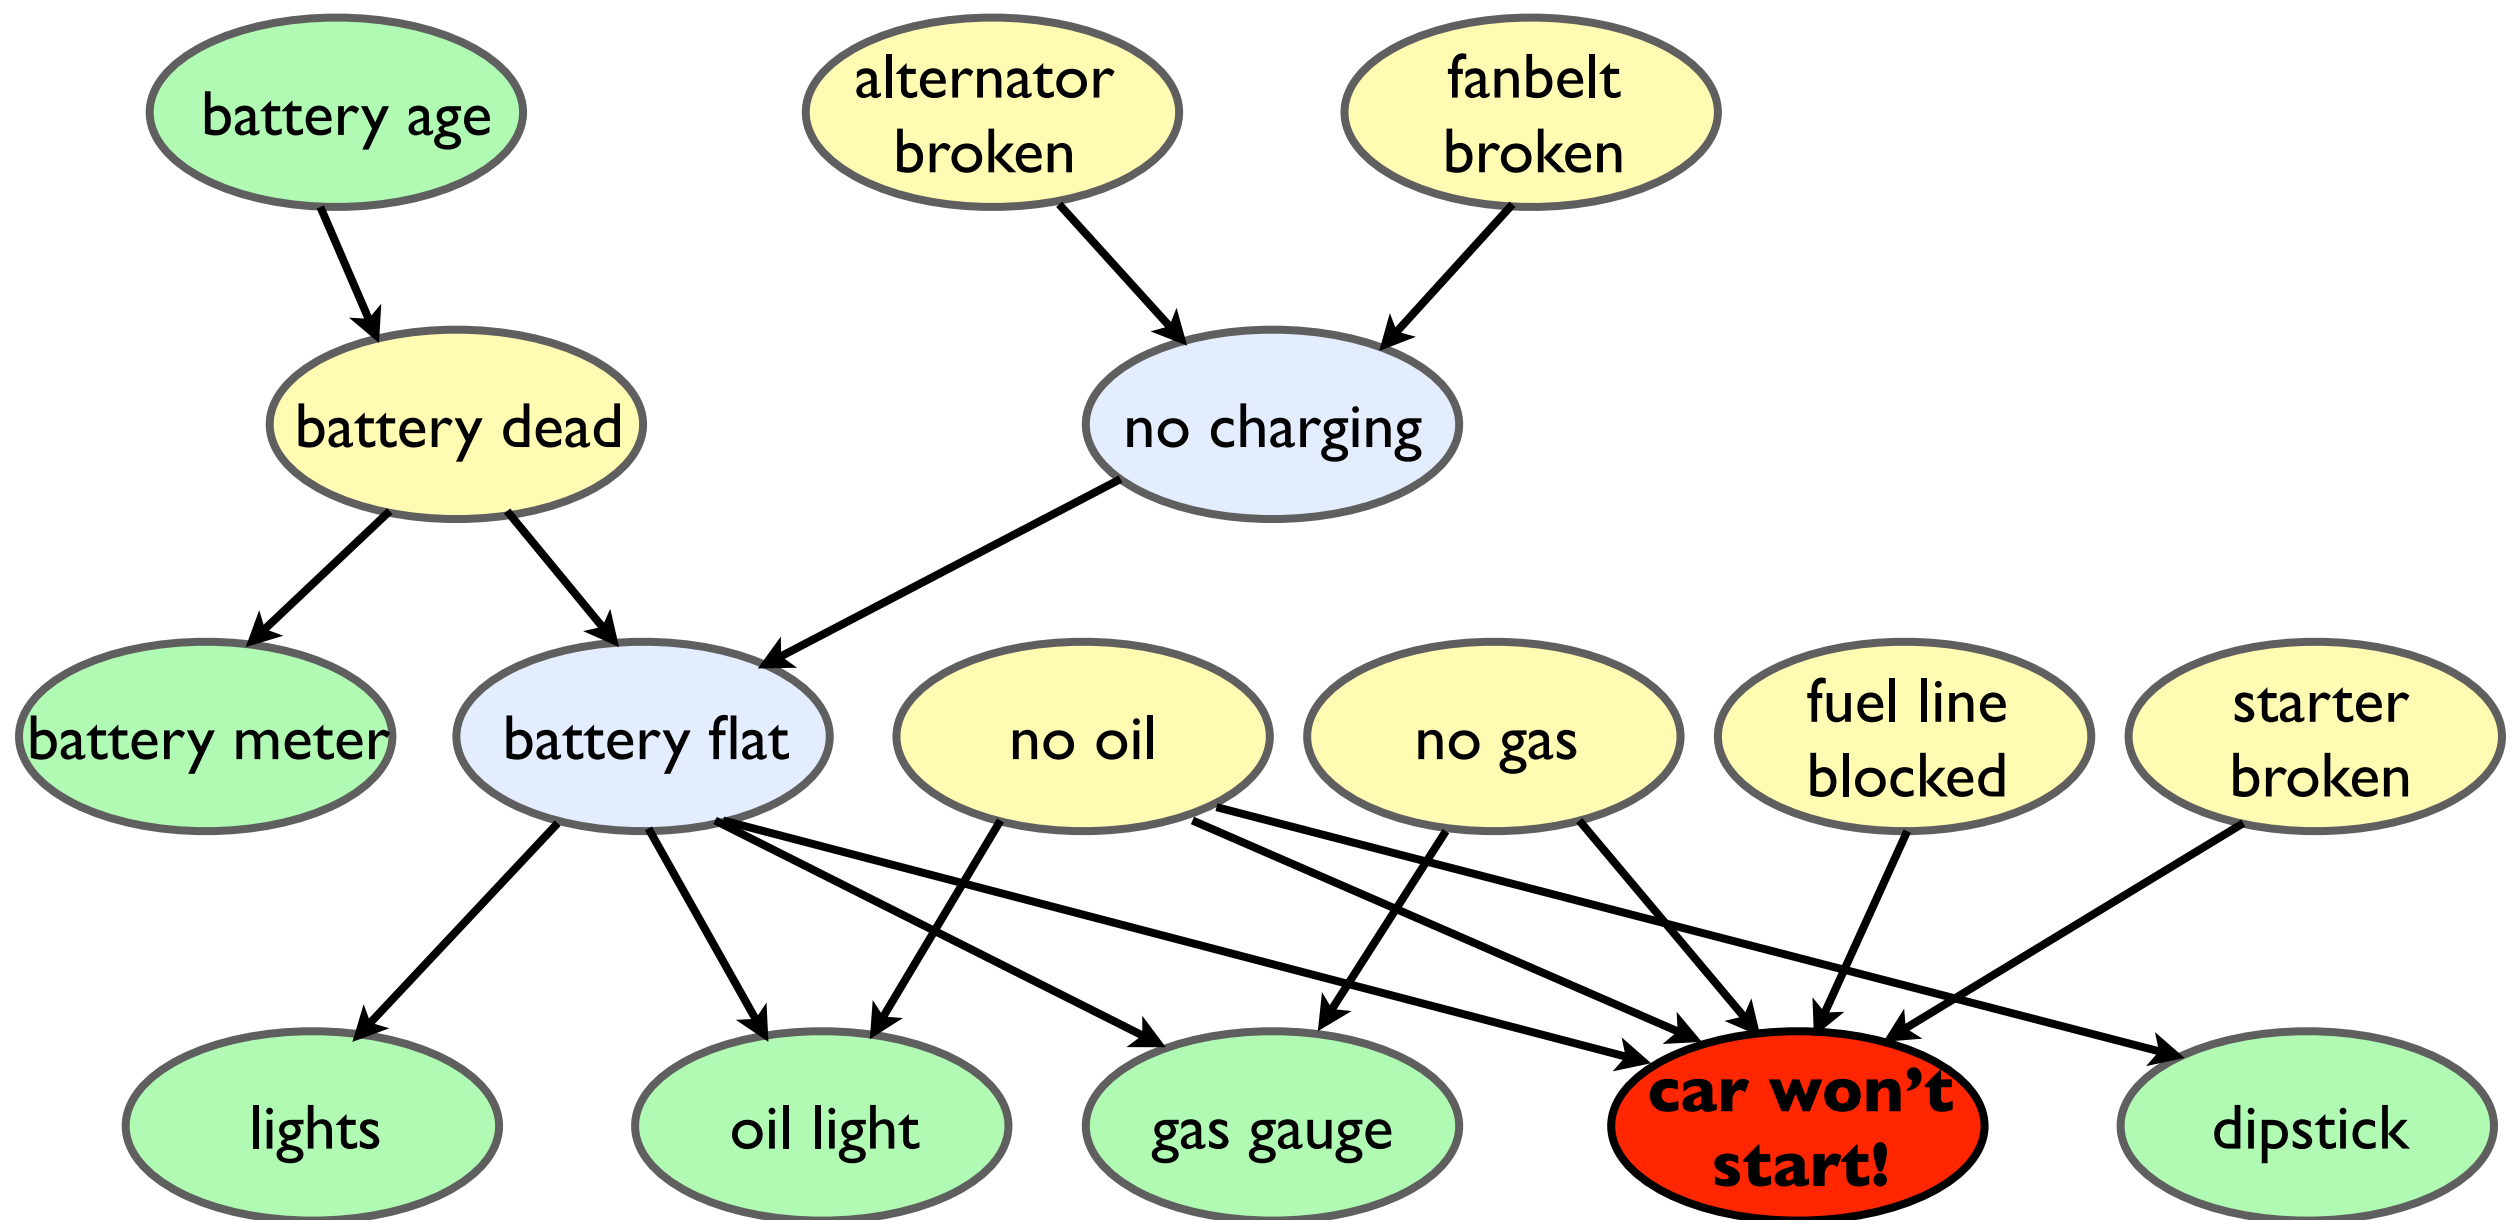 battery age
alternator
broken
fanbelt
broken
battery dead
no charging
battery meter
battery flat
no oil
no gas
fuel line
blocked
starter
broken
lights
oil light
gas gauge
car won't
start!
dipstick